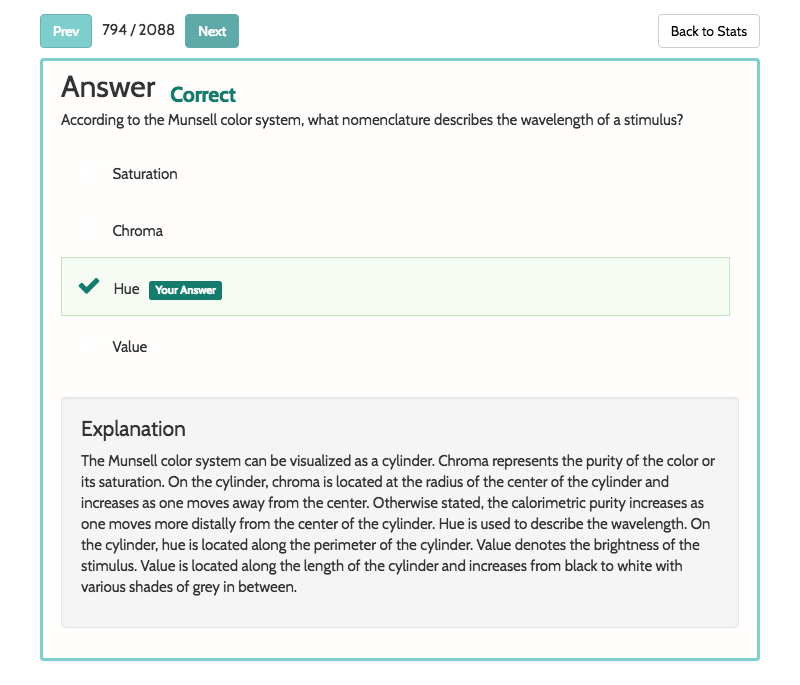 Prev 794 / 2088 Next Back to Stats
Answer Correct
According to the Munsell color system, what nomenclature describes the wavelength of a stimulus?
Saturation
Chroma
Hue Your Answer
Value
Explanation
The Munsell color system can be visualized as a cylinder. Chroma represents the purity of the color or
its saturation. On the cylinder, chroma is located at the radius of the center of the cylinder and
increases as one moves away from the center. Otherwise stated, the calorimetric purity increases as
one moves more distally from the center of the cylinder. Hue is used to describe the wavelength. On
the cylinder, hue is located along the perimeter of the cylinder. Value denotes the brightness of the
stimulus. Value is located along the length of the cylinder and increases from black to white with
various shades of grey in between.